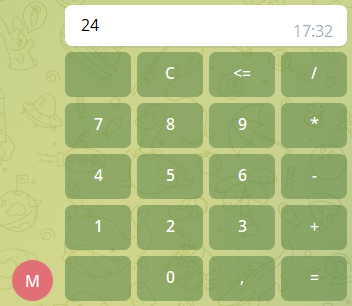 24
17:32
C <= /
7 8 9 *
4 5 6 -
1 2 3 +
M
0 , =